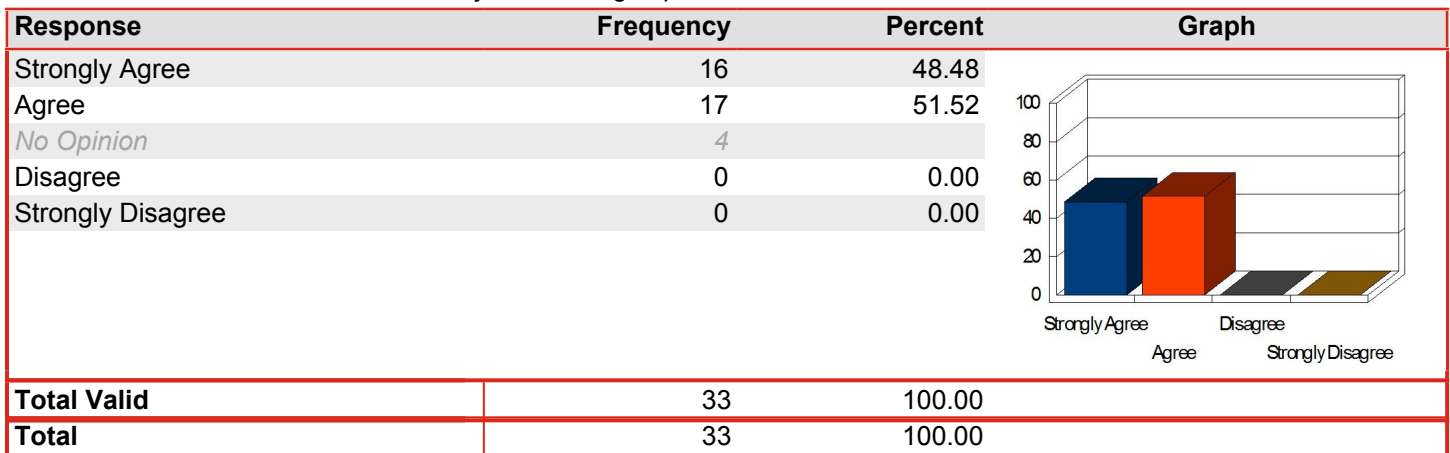 Response Frequency Percent Graph
Strongly Agree 16 48.48
Agree 17 51.52
No Opinion 4
Disagree 0 0.00
Strongly Disagree 0 0.00
100
80
60
40
20
0
Strongly Agree Disagree
Agree Strongly Disagree
Total Valid 33 100.00
Total 33 100.00